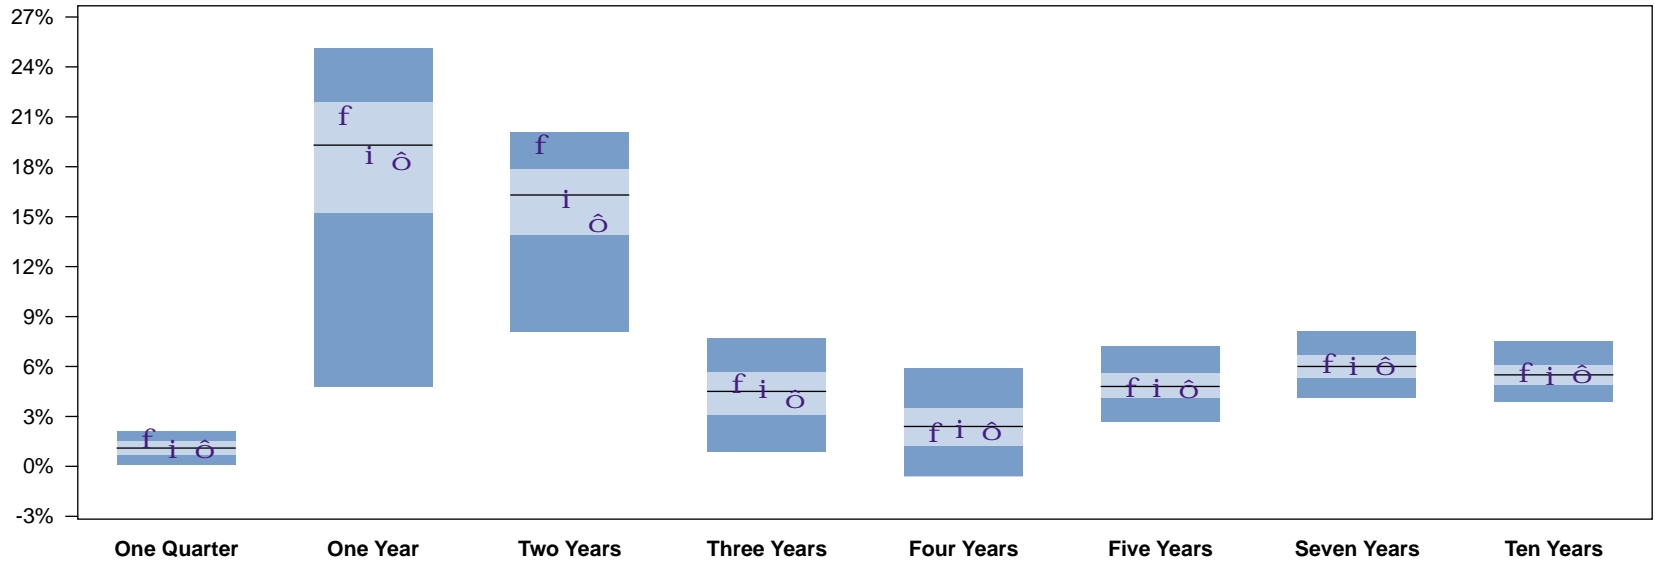 27%
24%
f
21%
f
i ô
18%
i
ô
15%
12%
9%
6%
f i ô
f i ô
f i ô
f i ô
3%
f i ô
f i ô
0%
-3%
One Quarter One Year Two Years Three Years Four Years Five Years Seven Years Ten Years